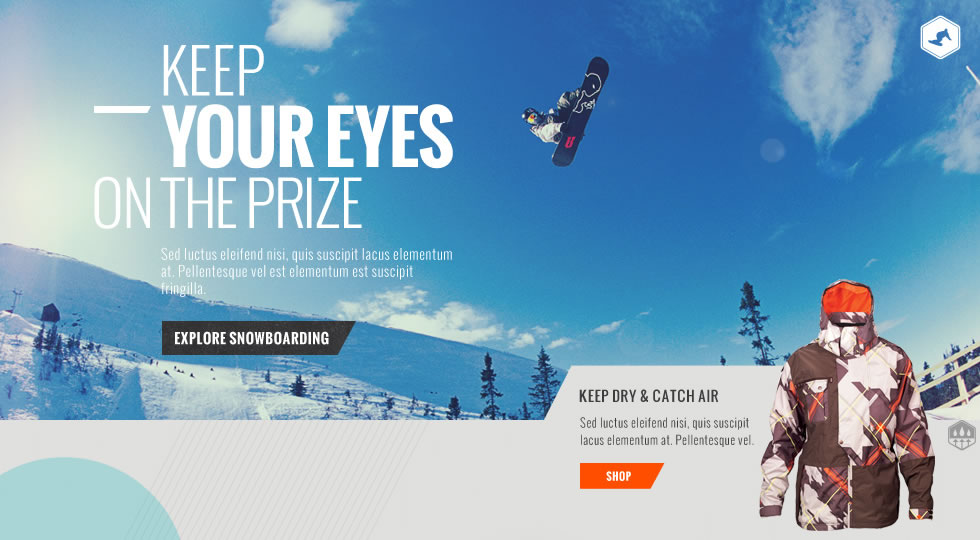 KEEP
YOUR EYES
ON THE PRIZE
Sed luctus eleifend nisi, quis suscipit lacus elementum
at. Pellentesque vel est elementum est suscipit
fringilla.
EXPLORE SNOWBOARDING
KEEP DRY & CATCH AIR
Sed luctus eleifend nisi, quis suscipit
lacus elementum at. Pellentesque vel.
SHOP